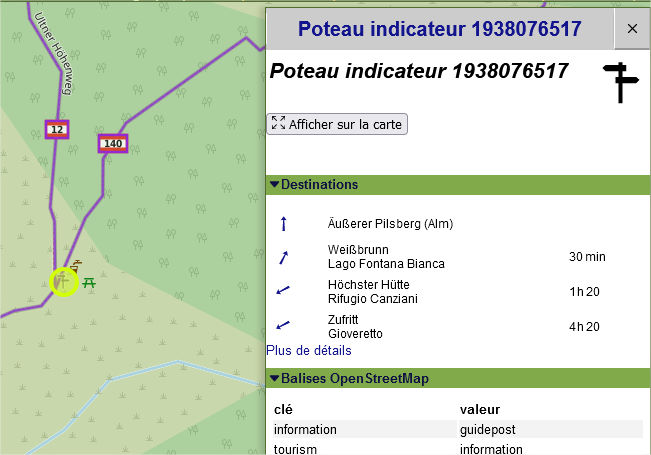 Ultner Höhenweg
12
140
Poteau indicateur 1938076517
×
Poteau indicateur 1938076517
Afficher sur la carte
Destinations
Äußerer Pilsberg (Alm)
Weißbrunn
Lago Fontana Bianca
30 min
Höchster Hütte
Rifugio Canziani
1h 20
Zufritt
Gioveretto
4h 20
Plus de détails
Balises OpenStreetMap
clé valeur
information guidepost
tourism information